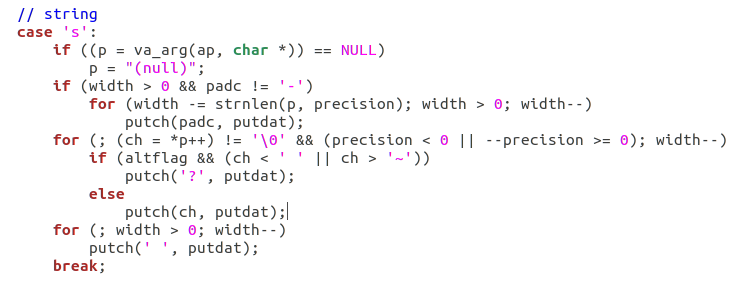 // string
case 's':
    if ((p = va_arg(ap, char *)) == NULL)
        p = "(null)";
    if (width > 0 && padc != '-')
        for (width -= strnlen(p, precision); width > 0; width--)
            putch(padc, putdat);
    for (; (ch = *p++) != '\0' && (precision < 0 || --precision >= 0); width--)
        if (altflag && (ch < ' ' || ch > '~'))
            putch('?', putdat);
        else
            putch(ch, putdat);
    for (; width > 0; width--)
        putch(' ', putdat);
    break;